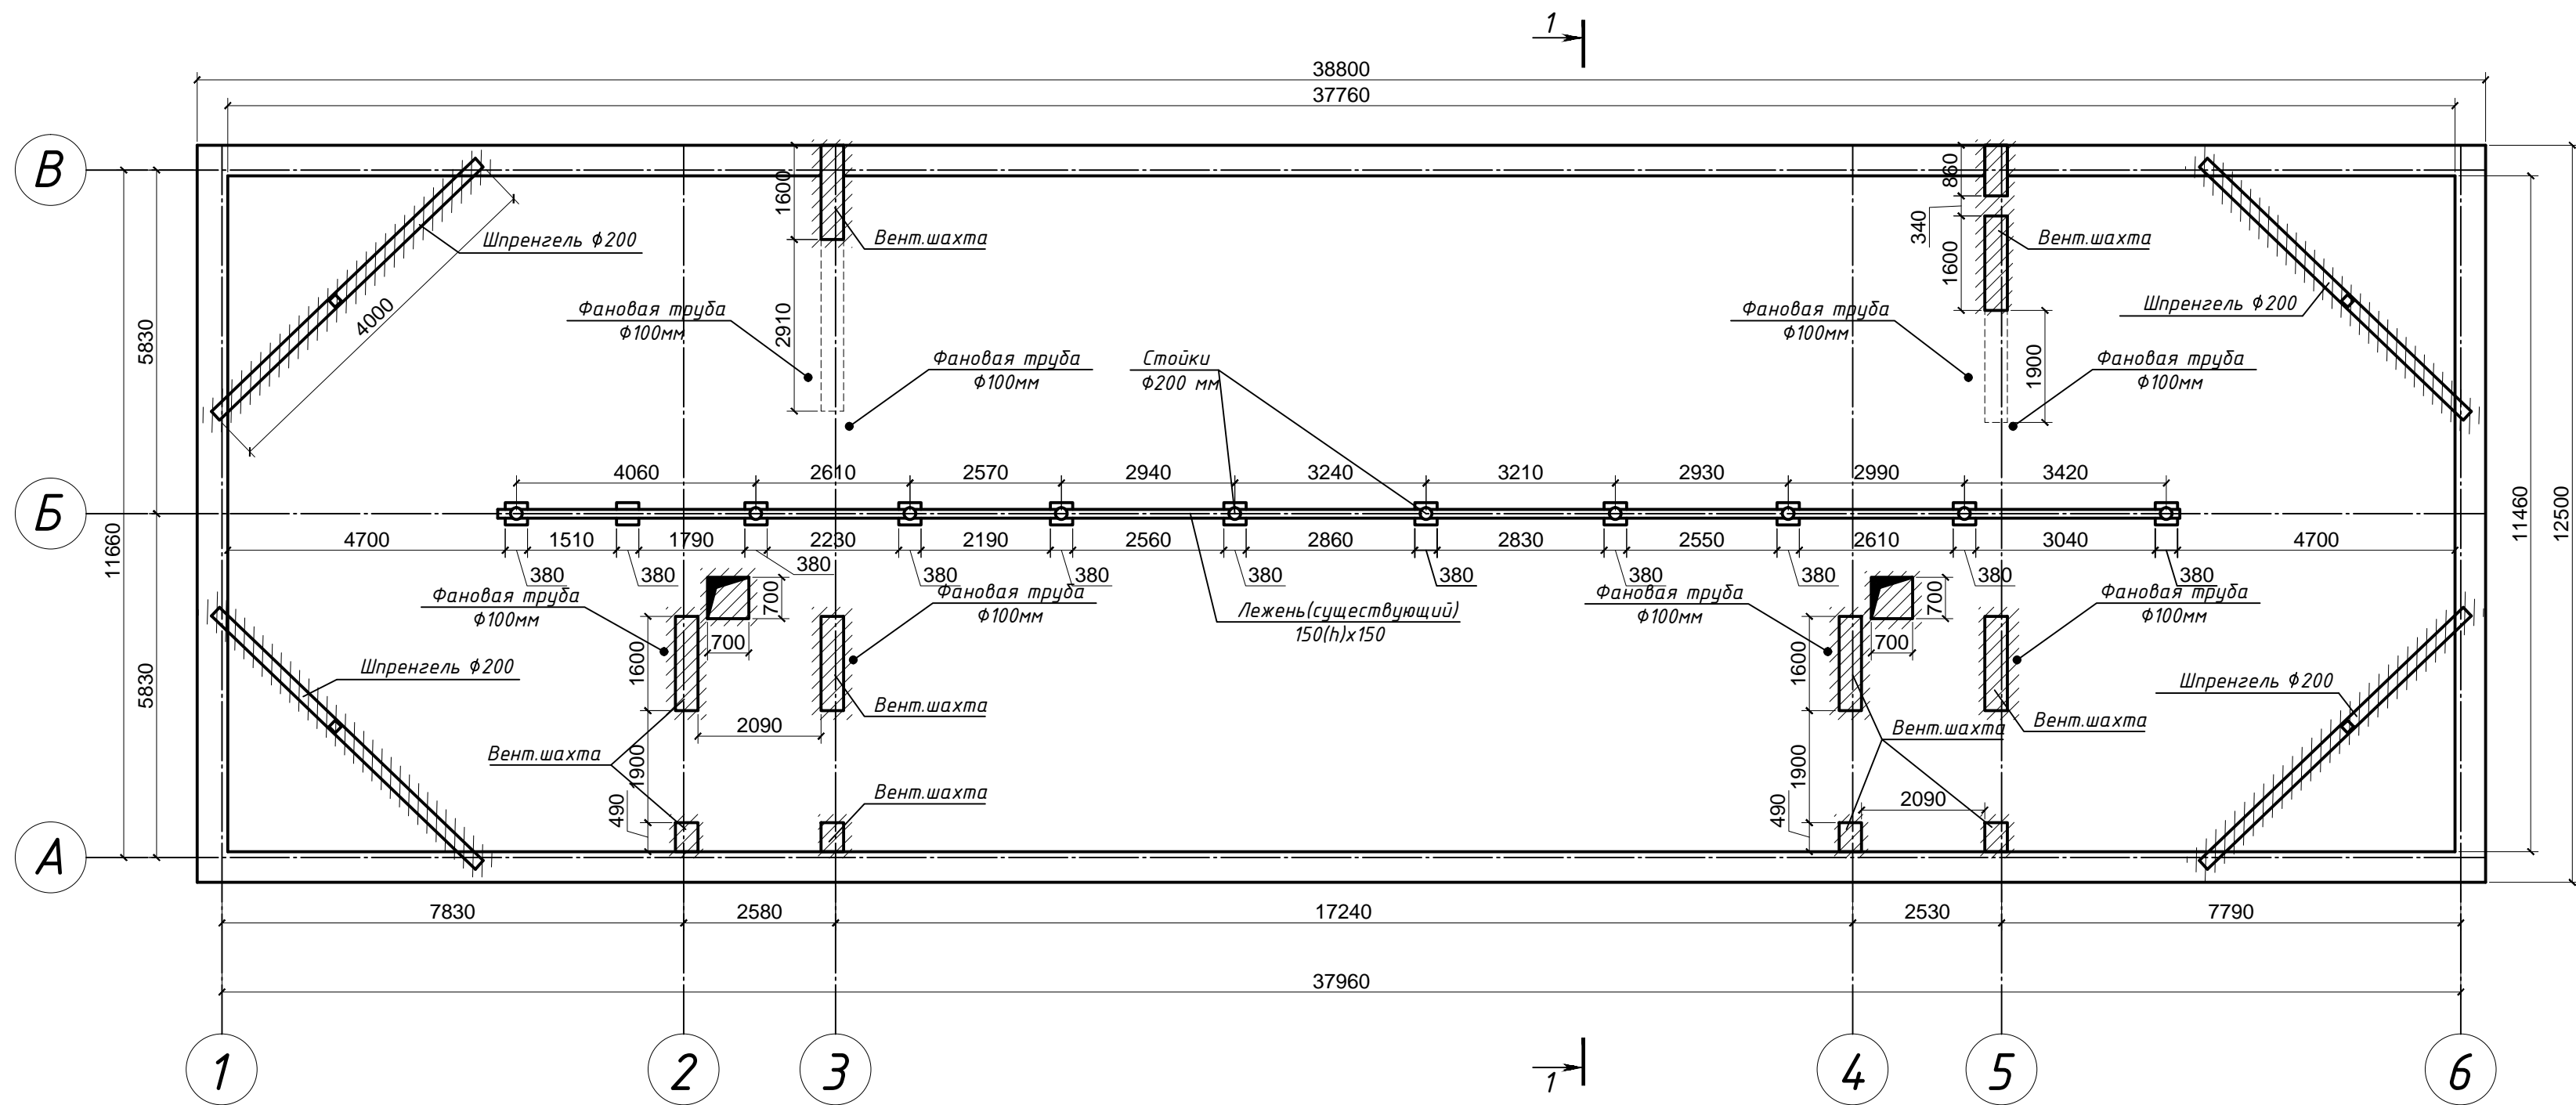 1
38800
37760
В
1600
860
Шпренгель Ф200
Вент.шахта
340
Вент.шахта
1600
4000
Фановая труба
Ф100мм
2910
Фановая труба
Ф100мм
Шпренгель Ф200
5830
Фановая труба
Ф100мм
Стойки
Ф200 мм
1900
Фановая труба
Ф100мм
4060
2610
2570
2940
3240
3210
2930
2990
3420
Б
11660
11460
12500
4700
1510
1790
2230
2190
2560
2860
2830
2550
2610
3040
4700
380
380
380
380
380
380
380
380
380
380
380
Фановая труба
Ф100мм
700
700
Фановая труба
Ф100мм
Лежень(существующий)
150(h)х150
Фановая труба
Ф100мм
700
700
Фановая труба
Ф100мм
5830
Шпренгель Ф200
1600
1600
Шпренгель Ф200
Вент.шахта
2090
Вент.шахта
Вент.шахта
Вент.шахта
1900
1900
Вент.шахта
490
490
2090
А
7830
2580
17240
2530
7790
37960
1
2
3
1
4
5
6